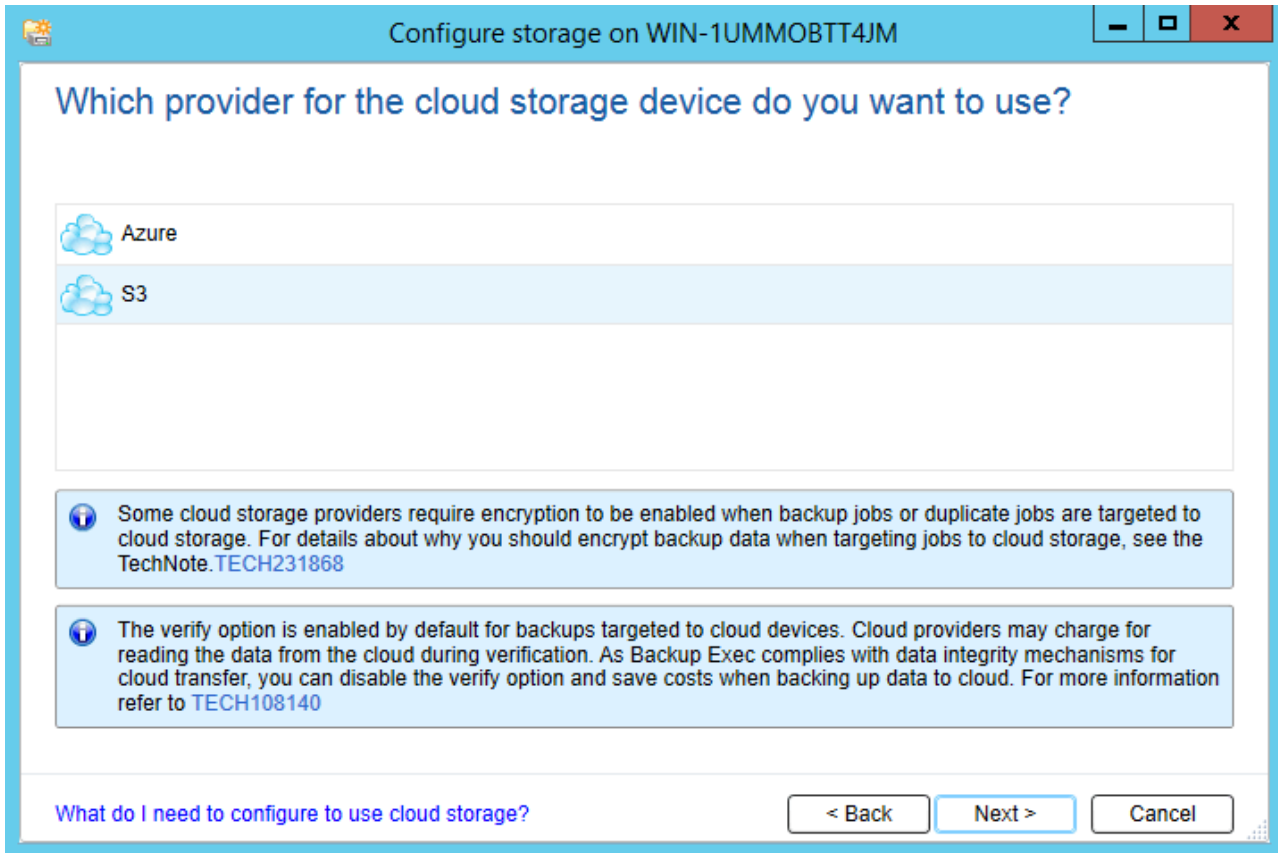 Configure storage on WIN-1UMMOBTT4JM
Which provider for the cloud storage device do you want to use?
Azure
S3
Some cloud storage providers require encryption to be enabled when backup jobs or duplicate jobs are targeted to
cloud storage. For details about why you should encrypt backup data when targeting jobs to cloud storage, see the
TechNote.TECH231868
The verify option is enabled by default for backups targeted to cloud devices. Cloud providers may charge for
reading the data from the cloud during verification. As Backup Exec complies with data integrity mechanisms for
cloud transfer, you can disable the verify option and save costs when backing up data to cloud. For more information
refer to TECH108140
What do I need to configure to use cloud storage?
< Back
Next >
Cancel